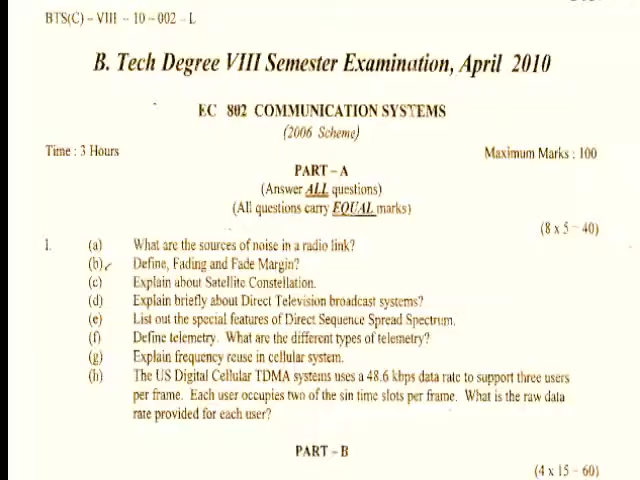 BTS(C) – VIII – 10 – 002 – L
B. Tech Degree VIII Semester Examination, April 2010
EC 802 COMMUNICATION SYSTEMS
(2006 Scheme)
Time : 3 Hours Maximum Marks : 100
PART – A
(Answer ALL questions)
(All questions carry EQUAL marks)
(8 x 5 – 40)
1. (a) What are the sources of noise in a radio link?
(b) Define, Fading and Fade Margin?
(c) Explain about Satellite Constellation.
(d) Explain briefly about Direct Television broadcast systems?
(e) List out the special features of Direct Sequence Spread Spectrum.
(f) Define telemetry. What are the different types of telemetry?
(g) Explain frequency reuse in cellular system.
(h) The US Digital Cellular TDMA systems uses a 48.6 kbps data rate to support three users
per frame. Each user occupies two of the sin time slots per frame. What is the raw data
rate provided for each user?
PART – B
(4 x 15 – 60)